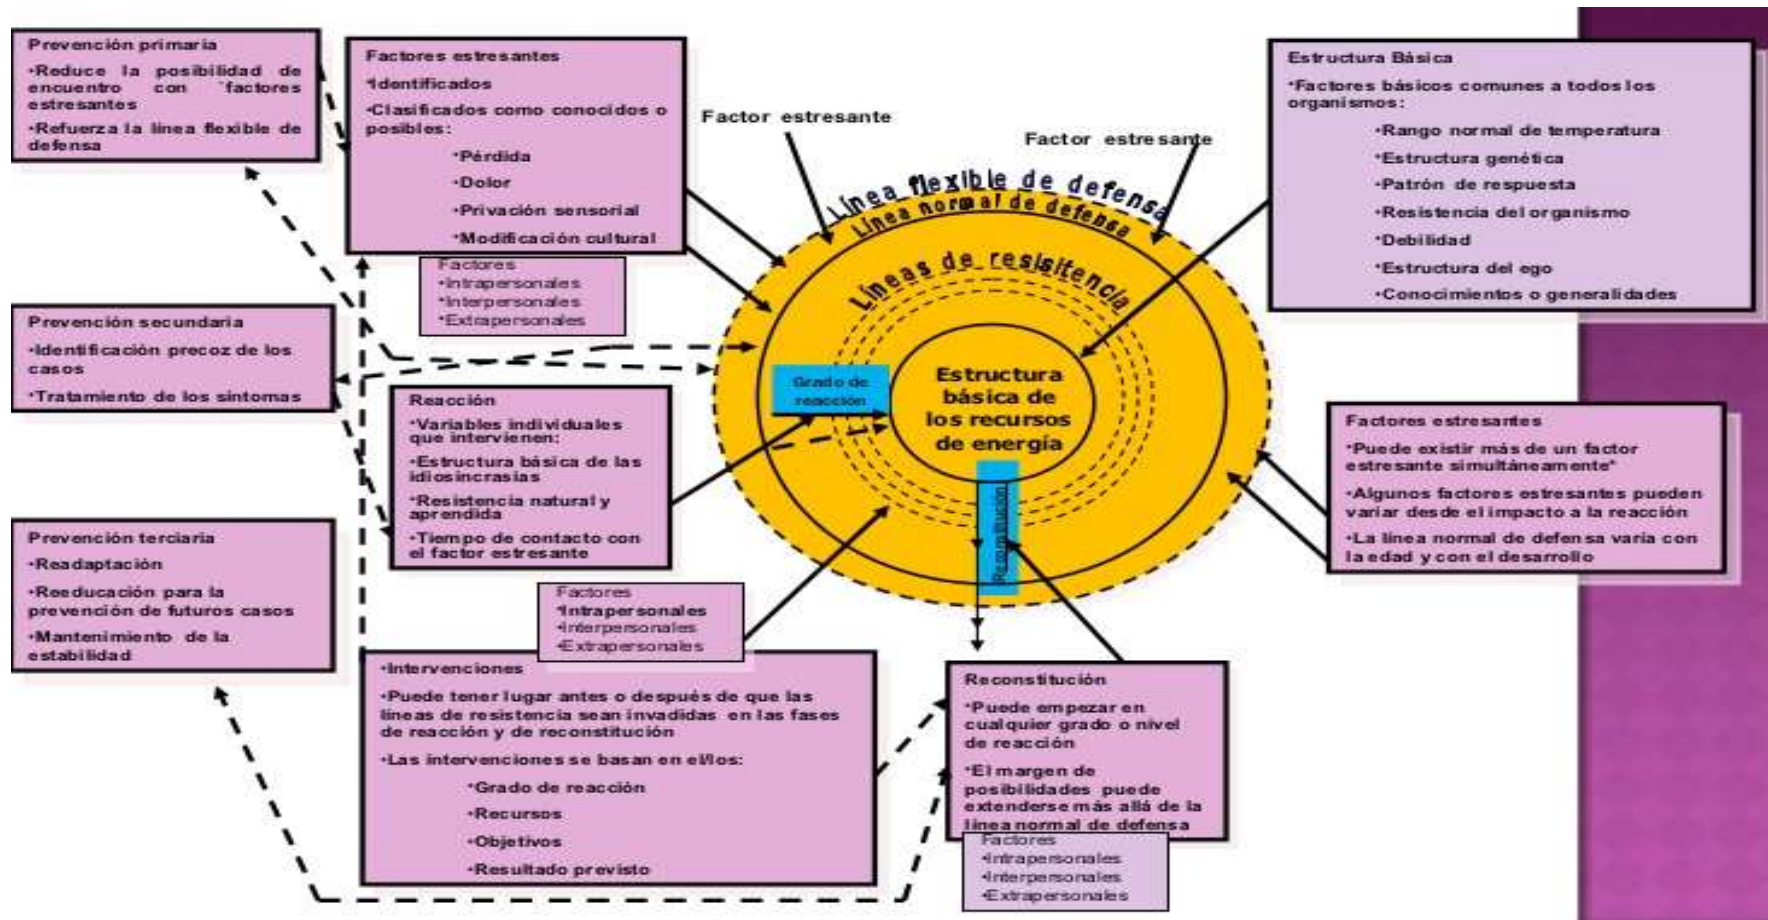 Prevención primaria
•Reduce la posibilidad de
encuentro con ¨factores
estresantes
•Refuerza la línea flexible de
defensa
Factores estresantes
•Identificados
•Clasificados como conocidos o
posibles:
•Pérdida
•Dolor
•Privación sensorial
•Modificación cultural
Factores
•Intrapersonales
•Interpersonales
•Extrapersonales
Factor estresante
Factor estresante
Línea flexible de defensa
Línea normal de defensa
Líneas de resisitencia
Grado de
reacción
Estructura
básica de
los recursos
de energía
Reconstitución
Estructura Básica
•Factores básicos comunes a todos los
organismos:
•Rango normal de temperatura
•Estructura genética
•Patrón de respuesta
•Resistencia del organismo
•Debilidad
•Estructura del ego
•Conocimientos o generalidades
Prevención secundaria
•Identificación precoz de los
casos
•Tratamiento de los síntomas
Reacción
•Variables individuales
que intervienen:
•Estructura básica de las
idiosincrasias
•Resistencia natural y
aprendida
•Tiempo de contacto con
el factor estresante
Factores estresantes
•Puede existir más de un factor
estresante simultáneamente*
•Algunos factores estresantes pueden
variar desde el impacto a la reacción
•La línea normal de defensa varía con
la edad y con el desarrollo
Prevención terciaria
•Readaptación
•Reeducación para la
prevención de futuros casos
•Mantenimiento de la
estabilidad
Factores
•Intrapersonales
•Interpersonales
•Extrapersonales
•Intervenciones
•Puede tener lugar antes o después de que las
líneas de resistencia sean invadidas en las fases
de reacción y de reconstitución
•Las intervenciones se basan en el/los:
•Grado de reacción
•Recursos
•Objetivos
•Resultado previsto
Reconstitución
•Puede empezar en
cualquier grado o nivel
de reacción
•El margen de
posibilidades puede
extenderse más allá de la
línea normal de defensa
Factores
•Intrapersonales
•Interpersonales
•Extrapersonales